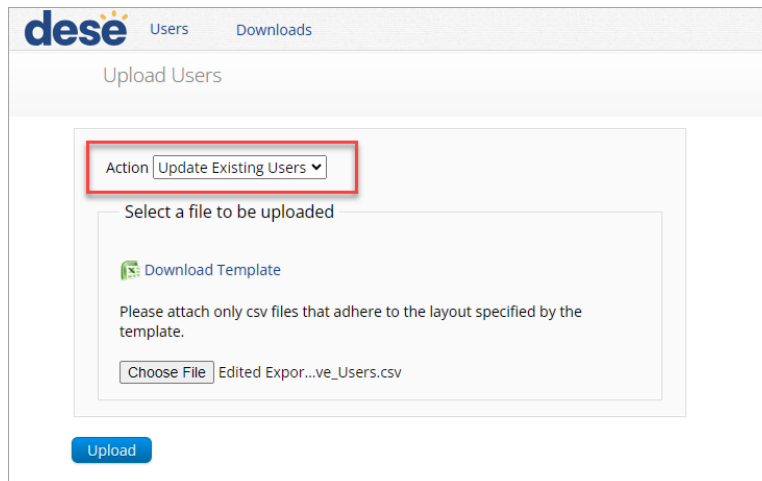 dese Users Downloads
Upload Users
Action Update Existing Users
Select a file to be uploaded
Download Template
Please attach only csv files that adhere to the layout specified by the
template.
Choose File Edited Expor...ve_Users.csv
Upload